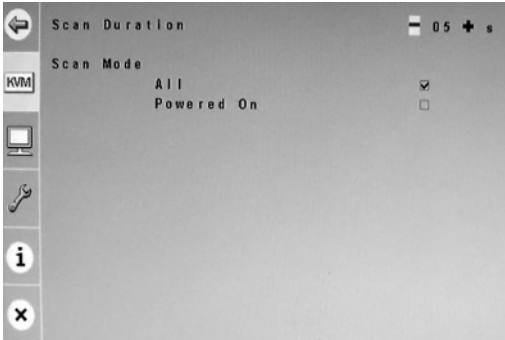 Scan Duration - 05 + s
KVM
Scan Mode
All
Powered On
i
x